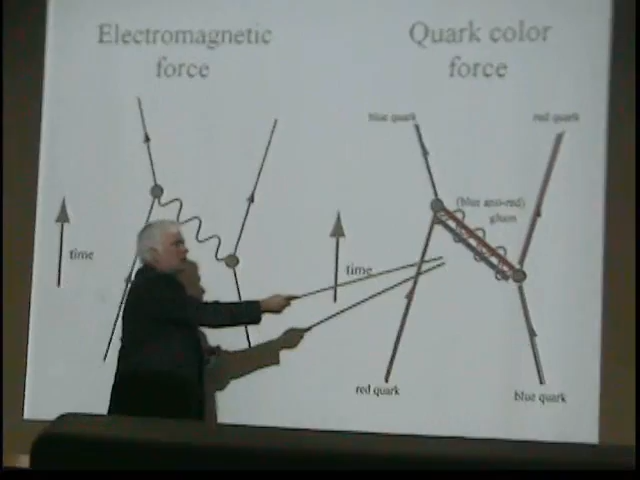 Electromagnetic
force
Quark color
force
blue quark
red quark
(blue anti-red)
gluon
time
time
red quark
blue quark